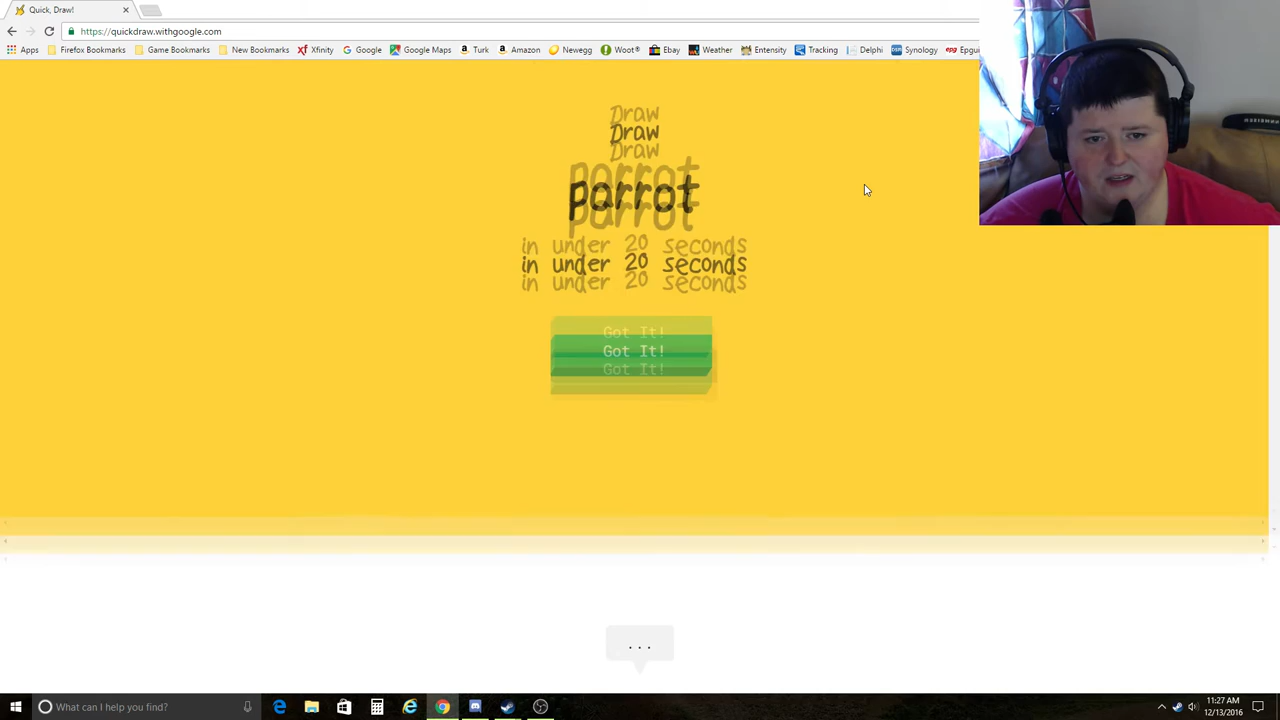 Quick, Draw!
https://quickdraw.withgoogle.com
Apps Firefox Bookmarks Game Bookmarks New Bookmarks Xfinity Google Google Maps Turk Amazon Newegg Woot® Ebay Weather Entensity Tracking Delphi Synology Epgui
Draw
Draw
Draw
parrot
parrot
parrot
in under 20 seconds
in under 20 seconds
in under 20 seconds
Got It!
Got It!
Got It!
...
What can I help you find?
11:27 AM
12/13/2016